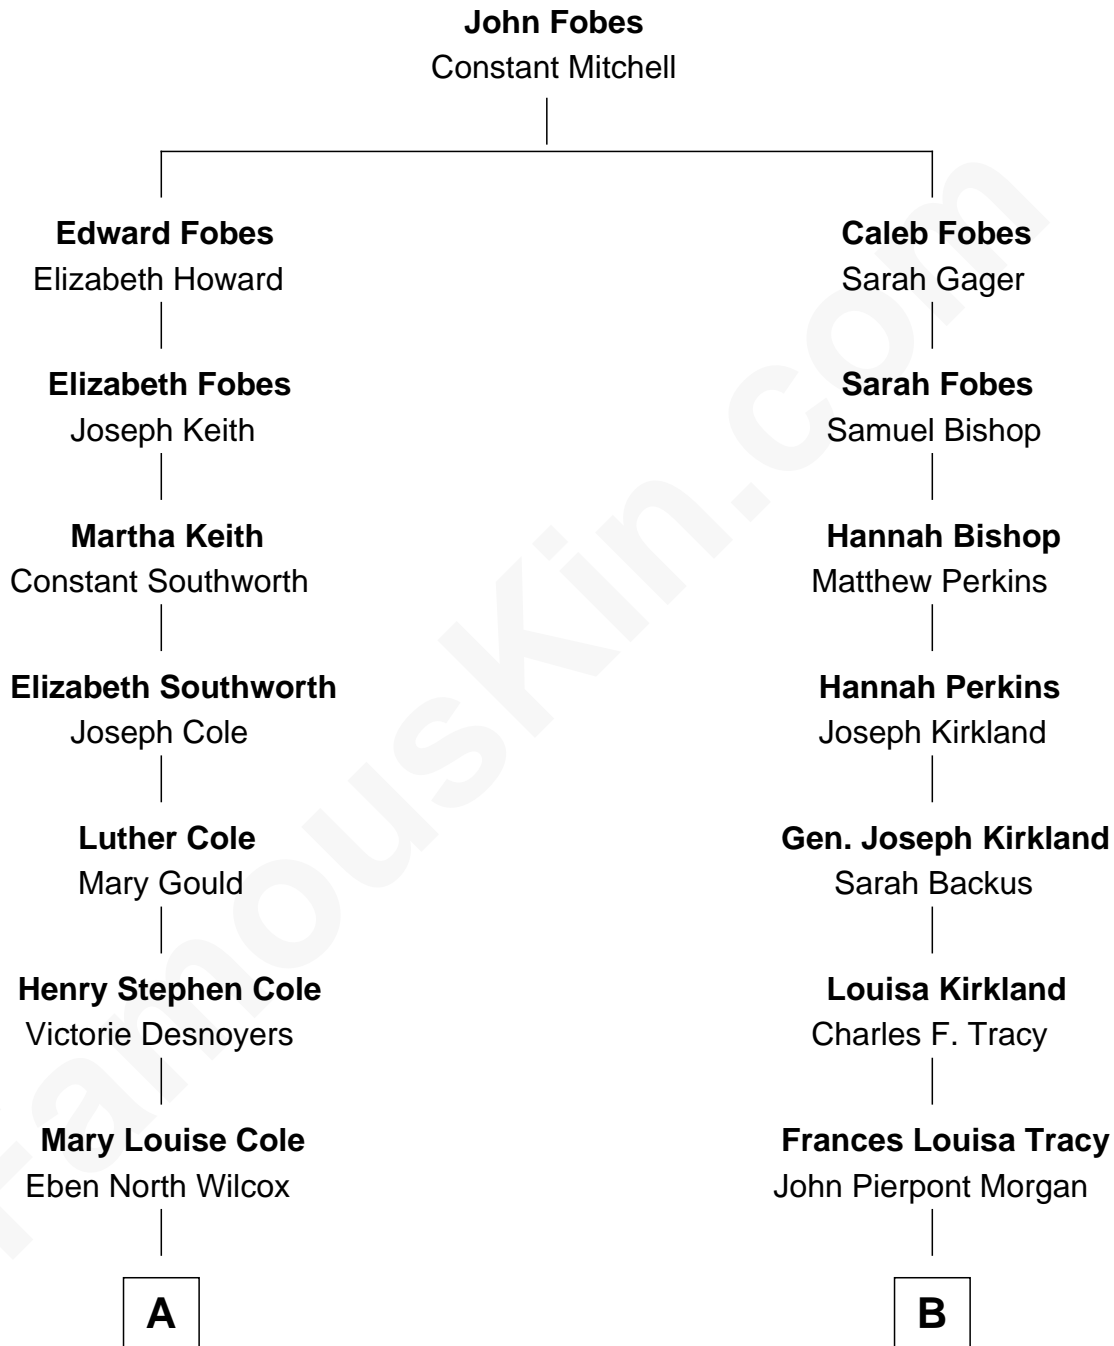 John Fobes
Constant Mitchell
Edward Fobes
Elizabeth Howard
Elizabeth Fobes
Joseph Keith
Martha Keith
Constant Southworth
Elizabeth Southworth
Joseph Cole
Luther Cole
Mary Gould
Henry Stephen Cole
Victorie Desnoyers
Mary Louise Cole
Eben North Wilcox
A
Caleb Fobes
Sarah Gager
Sarah Fobes
Samuel Bishop
Hannah Bishop
Matthew Perkins
Hannah Perkins
Joseph Kirkland
Gen. Joseph Kirkland
Sarah Backus
Louisa Kirkland
Charles F. Tracy
Frances Louisa Tracy
John Pierpont Morgan
B
FamousKin.com